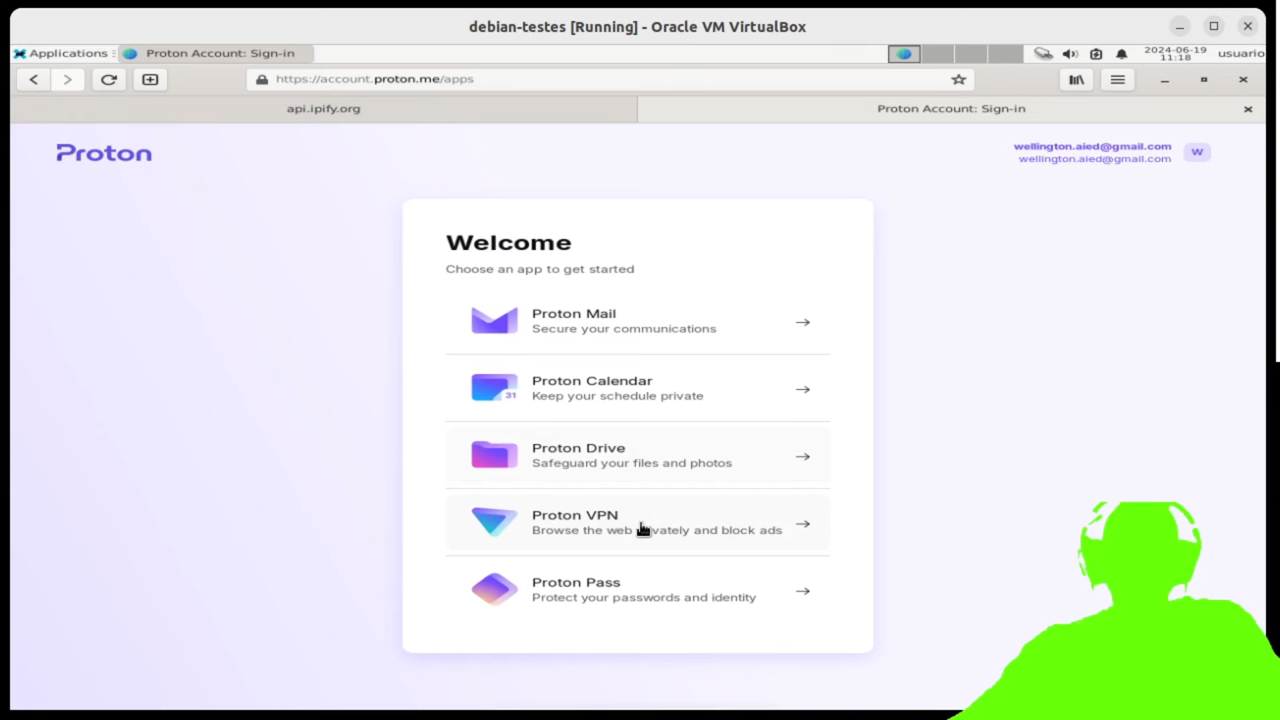 debian-testes [Running] - Oracle VM VirtualBox
Applications
Proton Account: Sign-in
2024-06-19
11:18
usuario
https://account.proton.me/apps
api.ipify.org
Proton Account: Sign-in
Proton
wellington.aied@gmail.com
wellington.aied@gmail.com
W
Welcome
Choose an app to get started
Proton Mail
Secure your communications
31
Proton Calendar
Keep your schedule private
Proton Drive
Safeguard your files and photos
Proton VPN
Browse the web vately and block ads
Proton Pass
Protect your passwords and identity